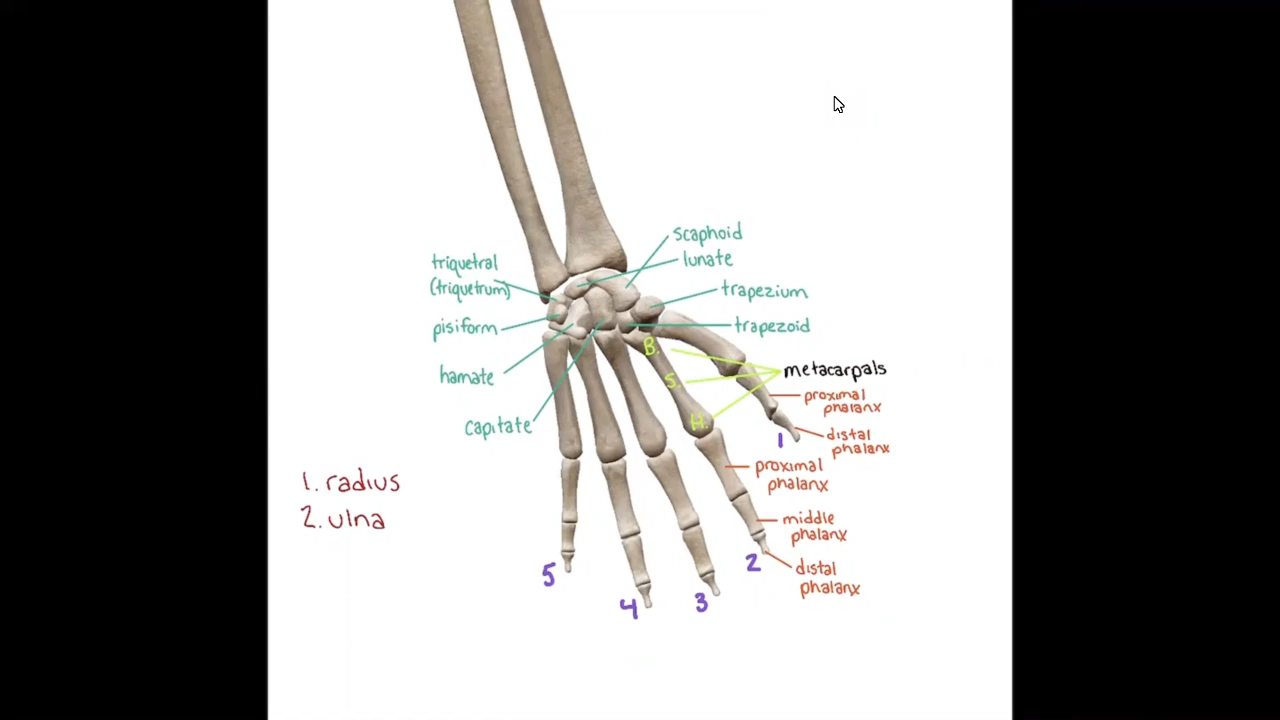 scaphoid
lunate
triquetral
(triquetrum)
trapezium
pisiform
trapezoid
B.
hamate
S.
metacarpals
proximal
phalanx
capitate
H.
1
distal
phalanx
proximal
phalanx
1. radius
2. ulna
middle
phalanx
5
4
3
2
distal
phalanx